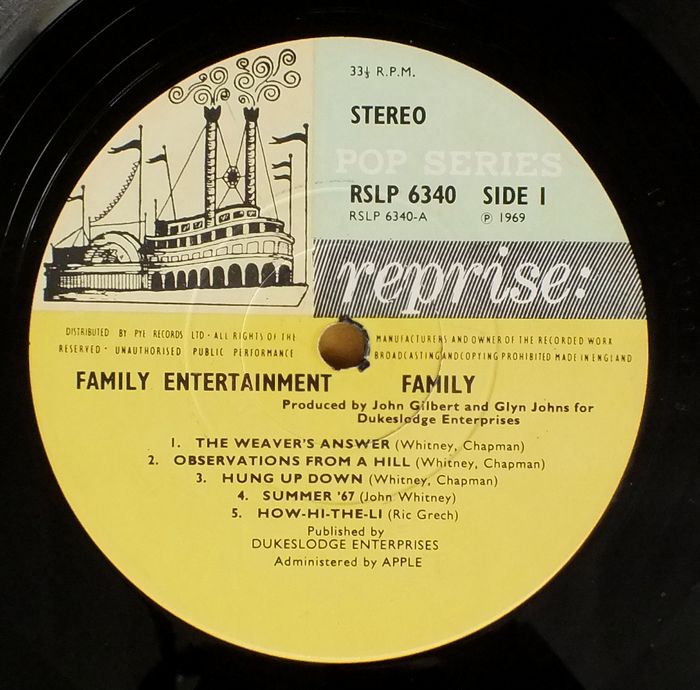 33⅓ R.P.M.
STEREO
POP SERIES
RSLP 6340 SIDE 1
RSLP 6340-A ℗ 1969
reprise:
DISTRIBUTED BY PYE RECORDS LTD · ALL RIGHTS OF THE MANUFACTURERS AND OWNER OF THE RECORDED WORK
RESERVED · UNAUTHORISED PUBLIC PERFORMANCE BROADCASTING AND COPYING PROHIBITED MADE IN ENGLAND
FAMILY ENTERTAINMENT FAMILY
Produced by John Gilbert and Glyn Johns for
Dukeslodge Enterprises
1. THE WEAVER'S ANSWER (Whitney, Chapman)
2. OBSERVATIONS FROM A HILL (Whitney, Chapman)
3. HUNG UP DOWN (Whitney, Chapman)
4. SUMMER '67 (John Whitney)
5. HOW-HI-THE-LI (Ric Grech)
Published by
DUKESLODGE ENTERPRISES
Administered by APPLE